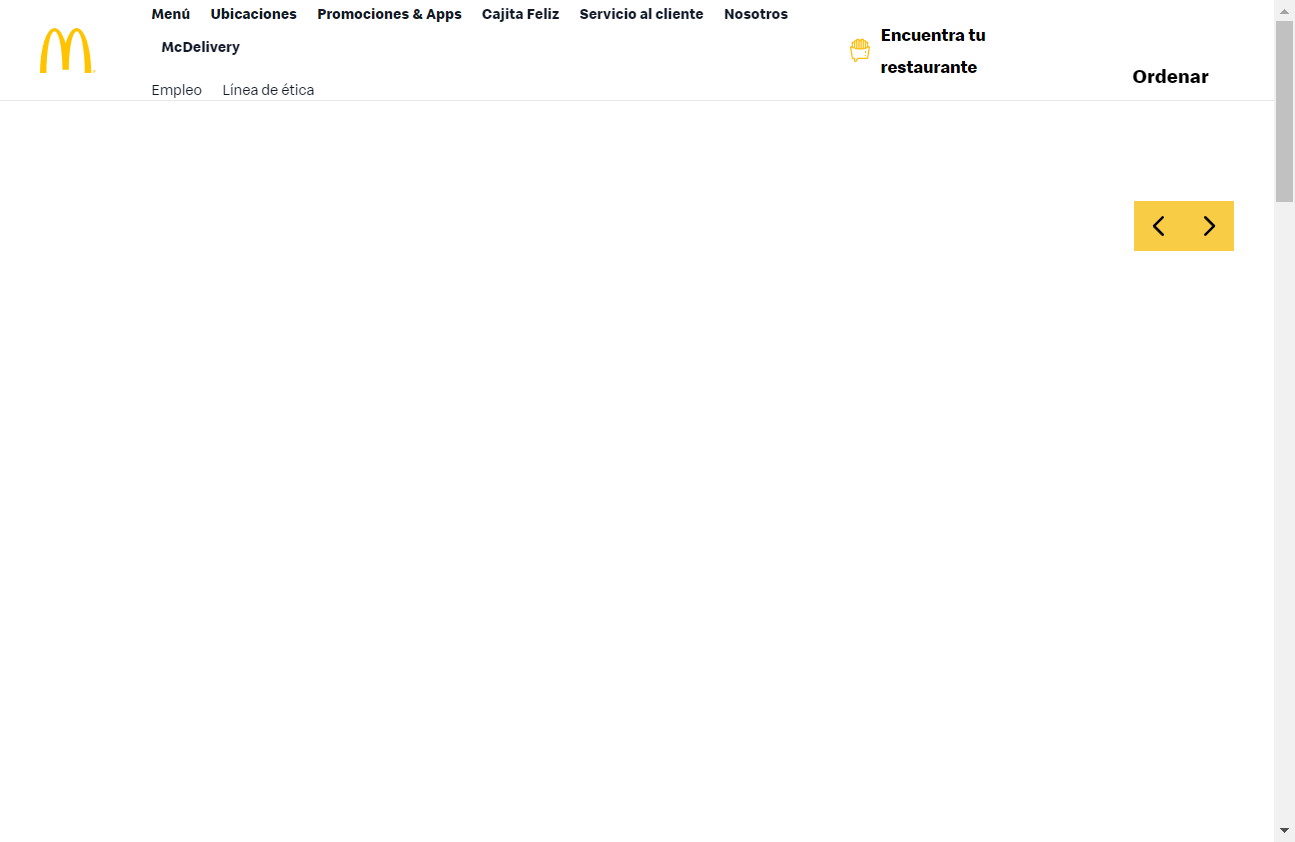 Menú Ubicaciones Promociones & Apps Cajita Feliz Servicio al cliente Nosotros
McDelivery
Empleo Línea de ética
Encuentra tu
restaurante
Ordenar